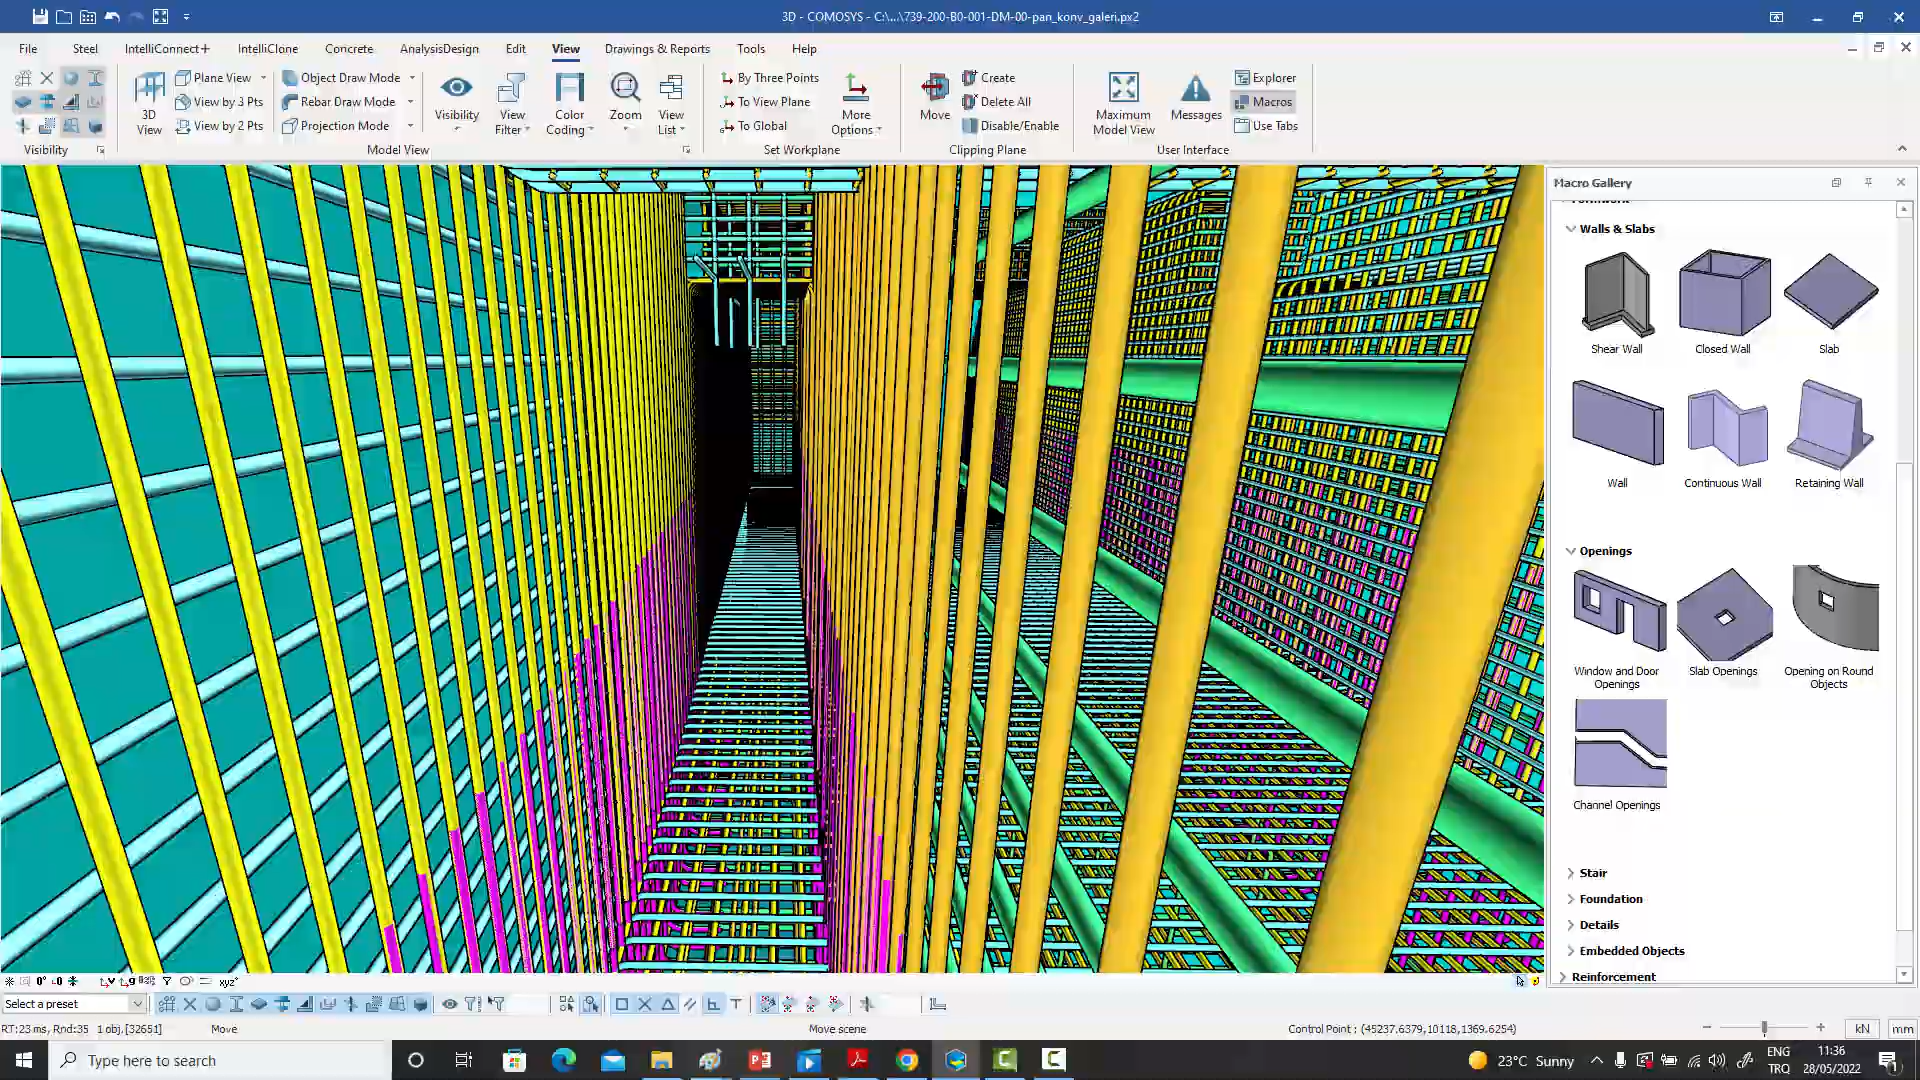 3D - COMOSYS - C:\...\739-200-B0-001-DM-00-pan_konv_galeri.px2
File Steel IntelliConnect+ IntelliClone Concrete AnalysisDesign Edit View Drawings & Reports Tools Help
Plane View Object Draw Mode By Three Points Create Explorer
View by 3 Pts Rebar Draw Mode To View Plane Delete All Macros
View by 2 Pts Projection Mode To Global Disable/Enable Use Tabs
3D View
Visibility
View Filter
Color Coding
Zoom
View List
More Options
Move
Maximum Model View
Messages
Visibility Model View Set Workplane Clipping Plane User Interface
Macro Gallery
Walls & Slabs
Shear Wall Closed Wall Slab
Wall Continuous Wall Retaining Wall
Openings
Window and Door Openings
Slab Openings
Opening on Round Objects
Channel Openings
Stair
Foundation
Details
Embedded Objects
Reinforcement
xyz
Select a preset
RT:23 ms, Rnd:35 1 obj,[32651] Move Move scene Control Point : (45237.6379,10118,1369.6254) kN mm
Type here to search
23°C Sunny
ENG
TRQ
11:36
28/05/2022